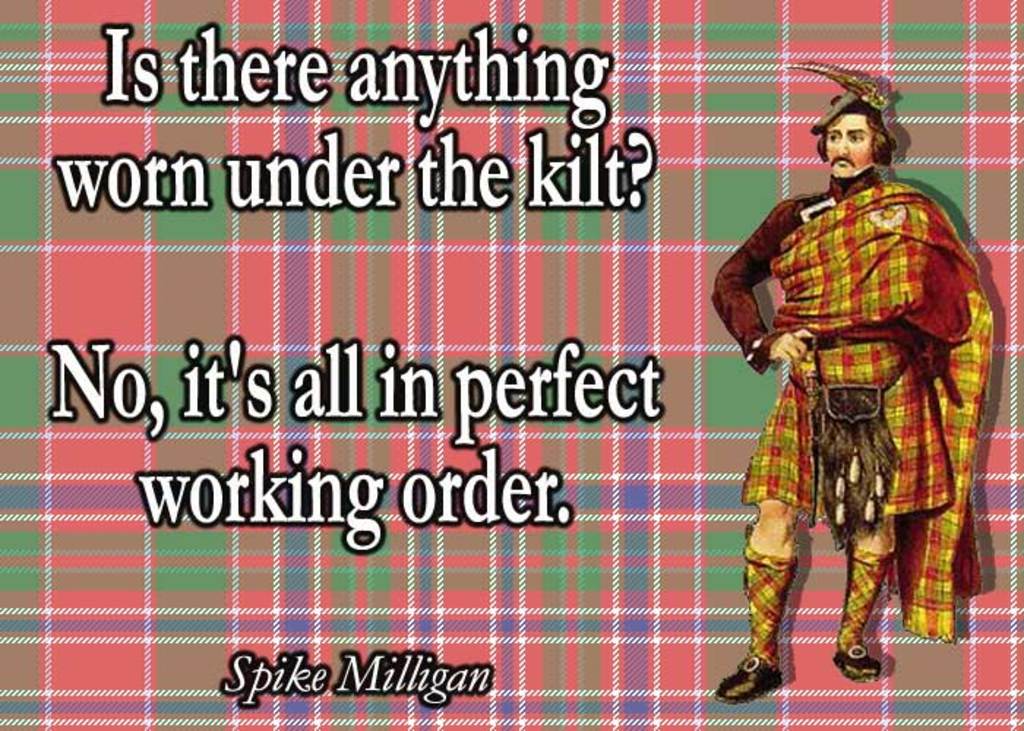 Is there anything
worn under the kilt?
No, it's all in perfect
working order.
Spike Milligan